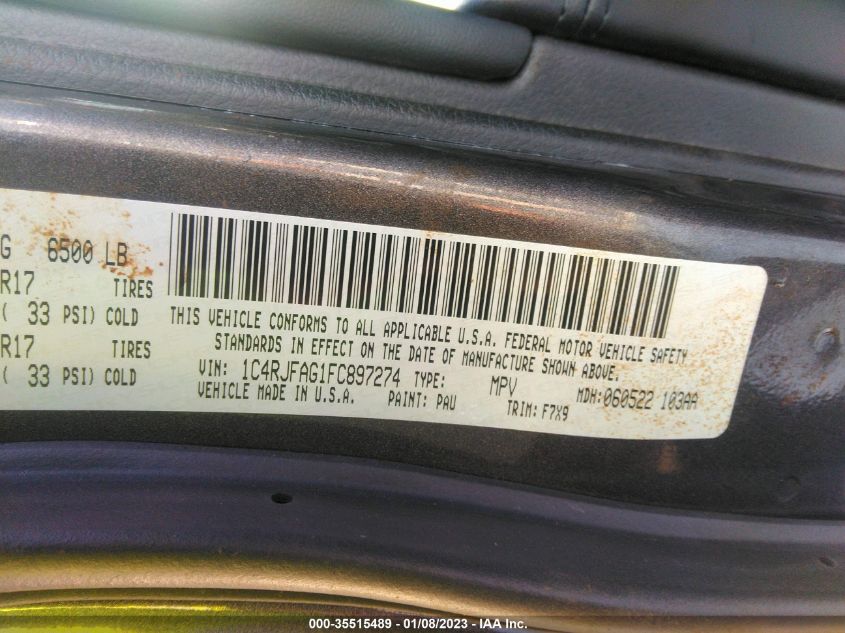 G 6500 LB
R17 TIRES
( 33 PSI) COLD
R17 TIRES
( 33 PSI) COLD
THIS VEHICLE CONFORMS TO ALL APPLICABLE U.S.A. FEDERAL MOTOR VEHICLE SAFETY
STANDARDS IN EFFECT ON THE DATE OF MANUFACTURE SHOWN ABOVE.
VIN: 1C4RJFAG1FC897274 TYPE: MPV MDH:060522 103AA
VEHICLE MADE IN U.S.A. PAINT: PAU TRIM: F7X9
000-35515489 - 01/08/2023 - IAA Inc.